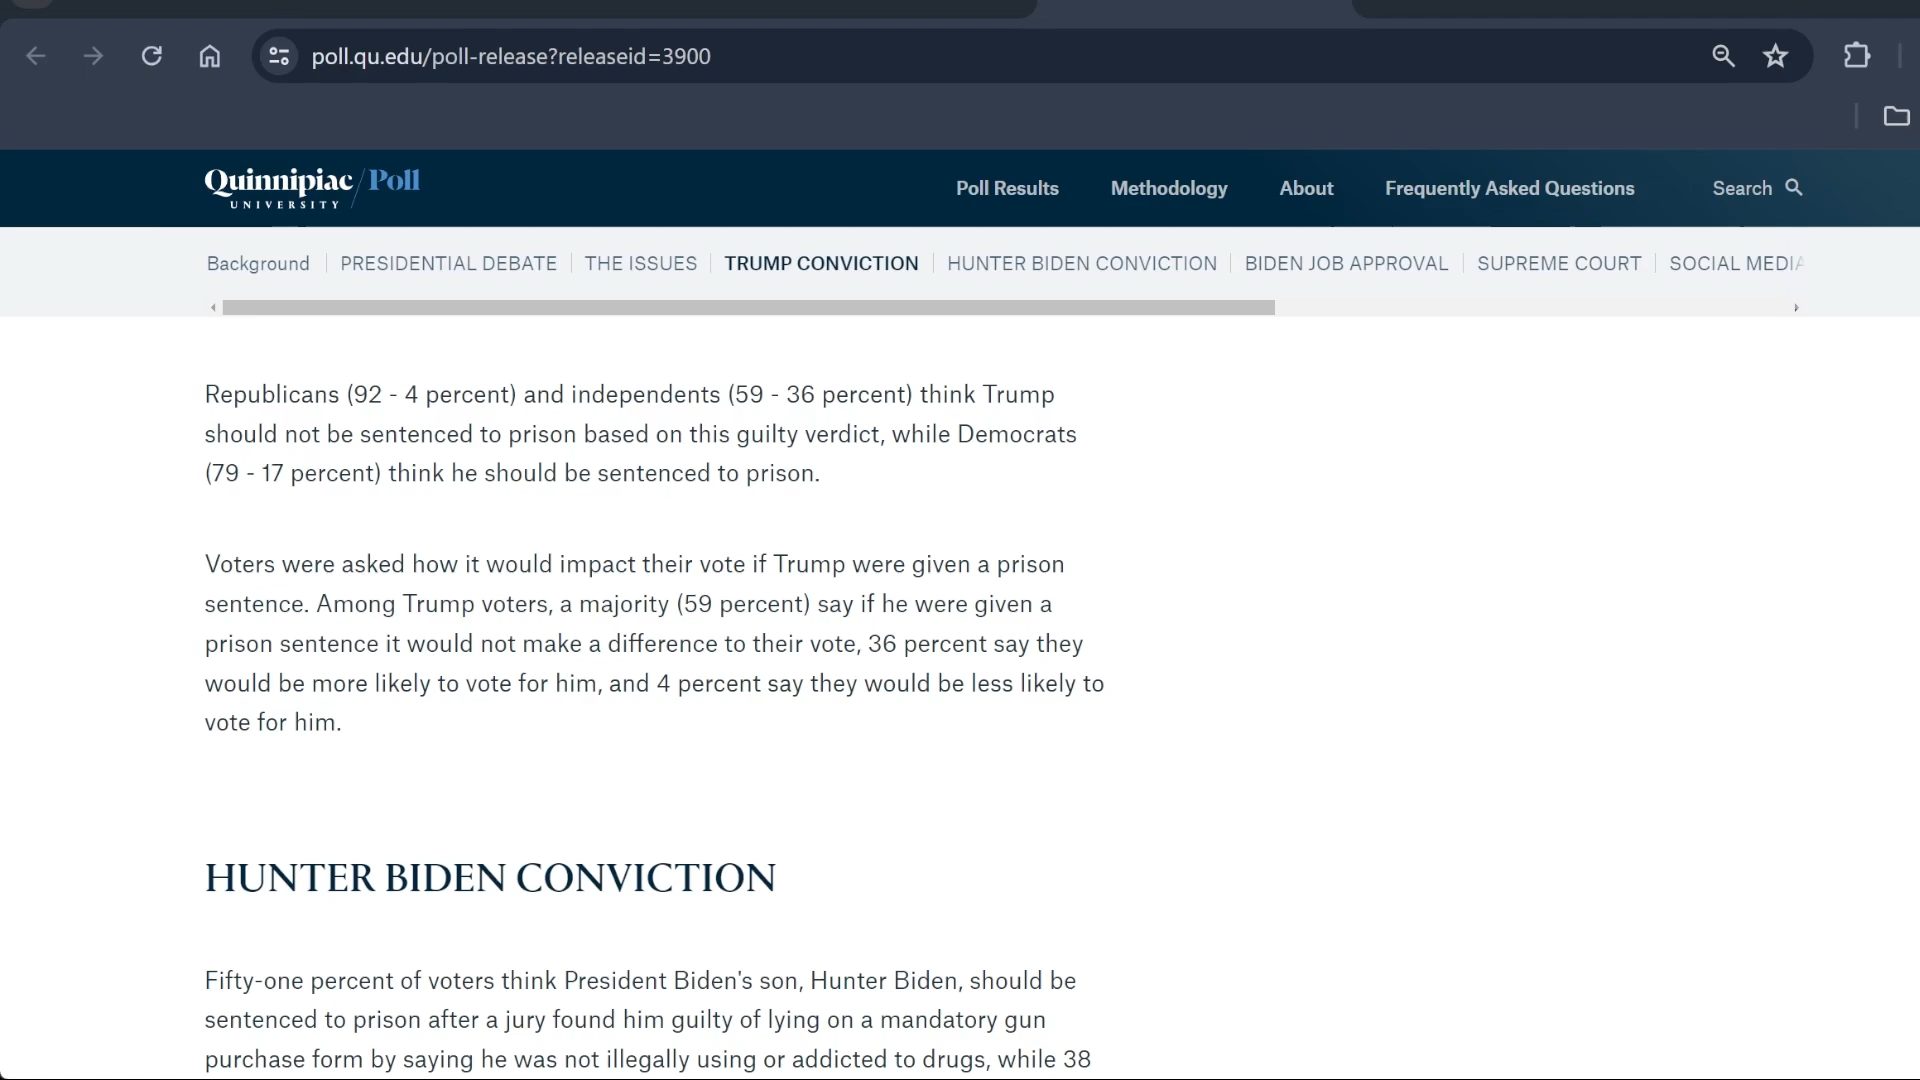 poll.qu.edu/poll-release?releaseid=3900
Quinnipiac / Poll
UNIVERSITY
Poll Results
Methodology
About
Frequently Asked Questions
Search
Background
PRESIDENTIAL DEBATE
THE ISSUES
TRUMP CONVICTION
HUNTER BIDEN CONVICTION
BIDEN JOB APPROVAL
SUPREME COURT
SOCIAL MEDIA
Republicans (92 - 4 percent) and independents (59 - 36 percent) think Trump
should not be sentenced to prison based on this guilty verdict, while Democrats
(79 - 17 percent) think he should be sentenced to prison.
Voters were asked how it would impact their vote if Trump were given a prison
sentence. Among Trump voters, a majority (59 percent) say if he were given a
prison sentence it would not make a difference to their vote, 36 percent say they
would be more likely to vote for him, and 4 percent say they would be less likely to
vote for him.
HUNTER BIDEN CONVICTION
Fifty-one percent of voters think President Biden's son, Hunter Biden, should be
sentenced to prison after a jury found him guilty of lying on a mandatory gun
purchase form by saying he was not illegally using or addicted to drugs, while 38